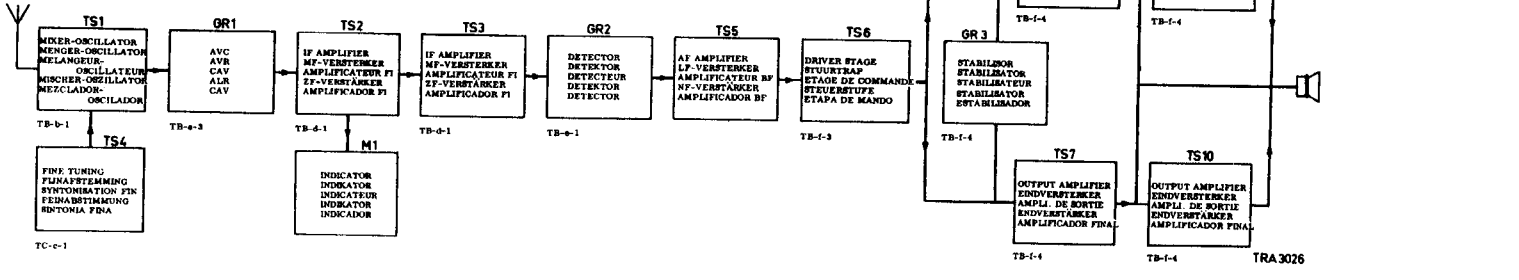 TB-f-4
TB-f-4
TS1
MIXER-OSCILLATOR
MENGER-OSCILLATOR
MELANGEUR-
OSCILLATEUR
MISCHER-OSZILLATOR
MEZCLADOR-
OSCILADOR
TB-b-1
GR1
AVC
AVR
CAV
ALR
CAV
TB-a-3
TS2
IF AMPLIFIER
MF-VERSTERKER
AMPLIFICATEUR FI
ZF-VERSTÄRKER
AMPLIFICADOR FI
TB-d-1
TS3
IF AMPLIFIER
MF-VERSTERKER
AMPLIFICATEUR FI
ZF-VERSTÄRKER
AMPLIFICADOR FI
TB-d-1
GR2
DETECTOR
DETEKTOR
DETECTEUR
DETEKTOR
DETECTOR
TB-e-1
TS5
AF AMPLIFIER
LF-VERSTERKER
AMPLIFICATEUR BF
NF-VERSTÄRKER
AMPLIFICADOR BF
TS6
DRIVER STAGE
STUURTRAP
ETAGE DE COMMANDE
STEUERSTUFE
ETAPA DE MANDO
TB-f-3
GR 3
STABILISOR
STABILISATOR
STABILISATEUR
STABILISATOR
ESTABILISADOR
TB-f-4
TS4
FINE TUNING
FIJNAFSTEMMING
SYNTONISATION FIN
FEINABSTIMMUNG
SINTONIA FINA
TC-c-1
M1
INDICATOR
INDIKATOR
INDICATEUR
INDIKATOR
INDICADOR
TS7
OUTPUT AMPLIFIER
EINDVERSTERKER
AMPLI. DE SORTIE
ENDVERSTÄRKER
AMPLIFICADOR FINAL
TB-f-4
TS10
OUTPUT AMPLIFIER
EINDVERSTERKER
AMPLI. DE SORTIE
ENDVERSTÄRKER
AMPLIFICADOR FINAL
TB-f-4
TRA3026